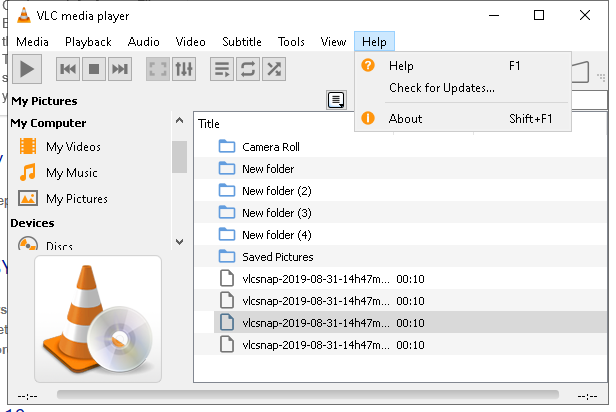 VLC media player
Media Playback Audio Video Subtitle Tools View Help
Help F1
Check for Updates...
About Shift+F1
My Pictures
My Computer
My Videos
My Music
My Pictures
Devices
Discs
Title
Camera Roll
New folder
New folder (2)
New folder (3)
New folder (4)
Saved Pictures
vlcsnap-2019-08-31-14h47m... 00:10
vlcsnap-2019-08-31-14h47m... 00:10
vlcsnap-2019-08-31-14h47m... 00:10
vlcsnap-2019-08-31-14h47m... 00:10
--:-- --:--